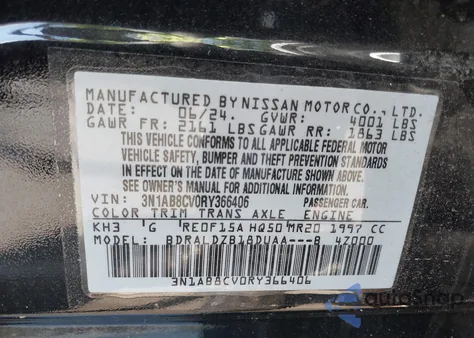 MANUFACTURED BY NISSAN MOTOR CO., LTD.
DATE: 06/24. GVWR: 4001 LBS
GAWR FR: 2161 LBS GAWR RR: 1863 LBS
THIS VEHICLE CONFORMS TO ALL APPLICABLE FEDERAL MOTOR
VEHICLE SAFETY, BUMPER AND THEFT PREVENTION STANDARDS
IN EFFECT ON THE DATE OF MANUFACTURE SHOWN ABOVE.
SEE OWNER'S MANUAL FOR ADDITIONAL INFORMATION.
VIN: 3N1AB8CV0RY366406 PASSENGER CAR.
COLOR TRIM TRANS AXLE ENGINE
KH3 G RE0F15A HQ50 MR20 1997 CC
MODEL: BDRALDZB18DUAA---B 4Z000
3N1AB8CV0RY366406
autoSnap